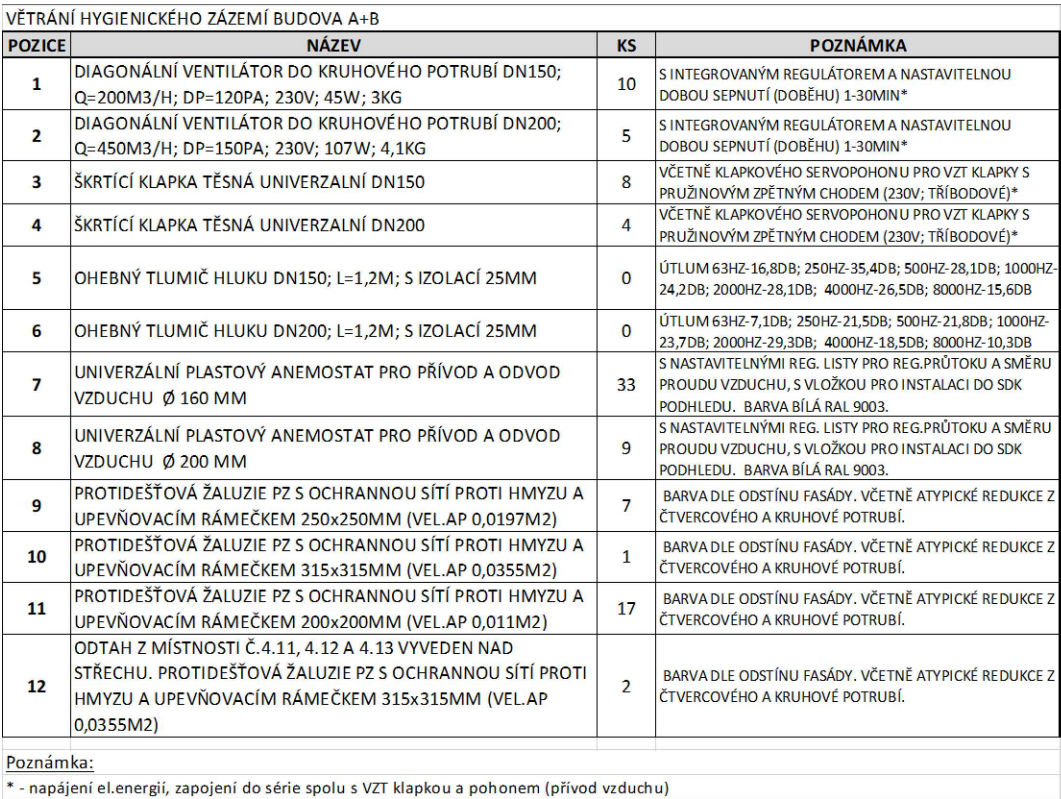 VĚTRÁNÍ HYGIENICKÉHO ZÁZEMÍ BUDOVA A+B
POZICE NÁZEV KS POZNÁMKA
1 DIAGONÁLNÍ VENTILÁTOR DO KRUHOVÉHO POTRUBÍ DN150; 10 S INTEGROVANÝM REGULÁTOREM A NASTAVITELNOU
Q=200M3/H; DP=120PA; 230V; 45W; 3KG DOBOU SEPNUTÍ (DOBĚHU) 1-30MIN*
2 DIAGONÁLNÍ VENTILÁTOR DO KRUHOVÉHO POTRUBÍ DN200; 5 S INTEGROVANÝM REGULÁTOREM A NASTAVITELNOU
Q=450M3/H; DP=150PA; 230V; 107W; 4,1KG DOBOU SEPNUTÍ (DOBĚHU) 1-30MIN*
3 ŠKRTÍCÍ KLAPKA TĚSNÁ UNIVERZALNÍ DN150 8 VČETNĚ KLAPKOVÉHO SERVOPOHONU PRO VZT KLAPKY S
PRUŽINOVÝM ZPĚTNÝM CHODEM (230V; TŘÍBODOVÉ)*
4 ŠKRTÍCÍ KLAPKA TĚSNÁ UNIVERZALNÍ DN200 4 VČETNĚ KLAPKOVÉHO SERVOPOHONU PRO VZT KLAPKY S
PRUŽINOVÝM ZPĚTNÝM CHODEM (230V; TŘÍBODOVÉ)*
5 OHEBNÝ TLUMIČ HLUKU DN150; L=1,2M; S IZOLACÍ 25MM 0 ÚTLUM 63HZ-16,8DB; 250HZ-35,4DB; 500HZ-28,1DB; 1000HZ-
24,2DB; 2000HZ-28,1DB; 4000HZ-26,5DB; 8000HZ-15,6DB
6 OHEBNÝ TLUMIČ HLUKU DN200; L=1,2M; S IZOLACÍ 25MM 0 ÚTLUM 63HZ-7,1DB; 250HZ-21,5DB; 500HZ-21,8DB; 1000HZ-
23,7DB; 2000HZ-29,3DB; 4000HZ-18,5DB; 8000HZ-10,3DB
7 UNIVERZÁLNÍ PLASTOVÝ ANEMOSTAT PRO PŘÍVOD A ODVOD 33 S NASTAVITELNÝMI REG. LISTY PRO REG.PRŮTOKU A SMĚRU
VZDUCHU Ø 160 MM PROUDU VZDUCHU, S VLOŽKOU PRO INSTALACI DO SDK
PODHLEDU. BARVA BÍLÁ RAL 9003.
8 UNIVERZÁLNÍ PLASTOVÝ ANEMOSTAT PRO PŘÍVOD A ODVOD 9 S NASTAVITELNÝMI REG. LISTY PRO REG.PRŮTOKU A SMĚRU
VZDUCHU Ø 200 MM PROUDU VZDUCHU, S VLOŽKOU PRO INSTALACI DO SDK
PODHLEDU. BARVA BÍLÁ RAL 9003.
9 PROTIDEŠŤOVÁ ŽALUZIE PZ S OCHRANNOU SÍTÍ PROTI HMYZU A 7 BARVA DLE ODSTÍNU FASÁDY. VČETNĚ ATYPICKÉ REDUKCE Z
UPEVŇOVACÍM RÁMEČKEM 250x250MM (VEL.AP 0,0197M2) ČTVERCOVÉHO A KRUHOVÉ POTRUBÍ.
10 PROTIDEŠŤOVÁ ŽALUZIE PZ S OCHRANNOU SÍTÍ PROTI HMYZU A 1 BARVA DLE ODSTÍNU FASÁDY. VČETNĚ ATYPICKÉ REDUKCE Z
UPEVŇOVACÍM RÁMEČKEM 315x315MM (VEL.AP 0,0355M2) ČTVERCOVÉHO A KRUHOVÉ POTRUBÍ.
11 PROTIDEŠŤOVÁ ŽALUZIE PZ S OCHRANNOU SÍTÍ PROTI HMYZU A 17 BARVA DLE ODSTÍNU FASÁDY. VČETNĚ ATYPICKÉ REDUKCE Z
UPEVŇOVACÍM RÁMEČKEM 200x200MM (VEL.AP 0,011M2) ČTVERCOVÉHO A KRUHOVÉ POTRUBÍ.
12 ODTAH Z MÍSTNOSTI Č.4.11, 4.12 A 4.13 VYVEDEN NAD 2 BARVA DLE ODSTÍNU FASÁDY. VČETNĚ ATYPICKÉ REDUKCE Z
STŘECHU. PROTIDEŠŤOVÁ ŽALUZIE PZ S OCHRANNOU SÍTÍ PROTI ČTVERCOVÉHO A KRUHOVÉ POTRUBÍ.
HMYZU A UPEVŇOVACÍM RÁMEČKEM 315x315MM (VEL.AP
0,0355M2)
Poznámka:
* - napájení el.energií, zapojení do série spolu s VZT klapkou a pohonem (přívod vzduchu)